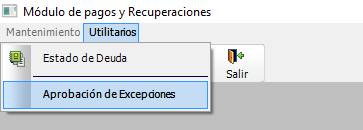 Módulo de pagos y Recuperaciones
Mantenimiento Utilitarios
Estado de Deuda
Salir
Aprobación de Excepciones